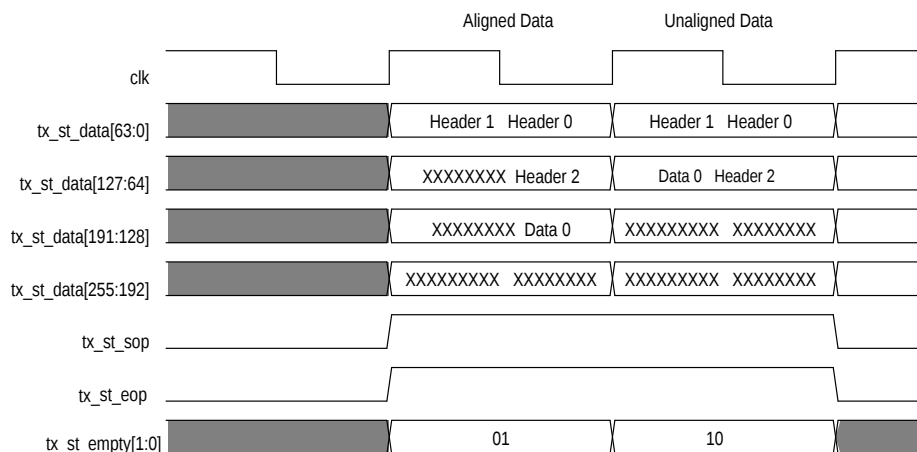 Aligned Data Unaligned Data
clk
tx_st_data[63:0] Header 1 Header 0 Header 1 Header 0
tx_st_data[127:64] XXXXXXXX Header 2 Data 0 Header 2
tx_st_data[191:128] XXXXXXXX Data 0 XXXXXXXXX XXXXXXXX
tx_st_data[255:192] XXXXXXXXX XXXXXXXX XXXXXXXXX XXXXXXXX
tx_st_sop
tx_st_eop
tx_st_empty[1:0] 01 10